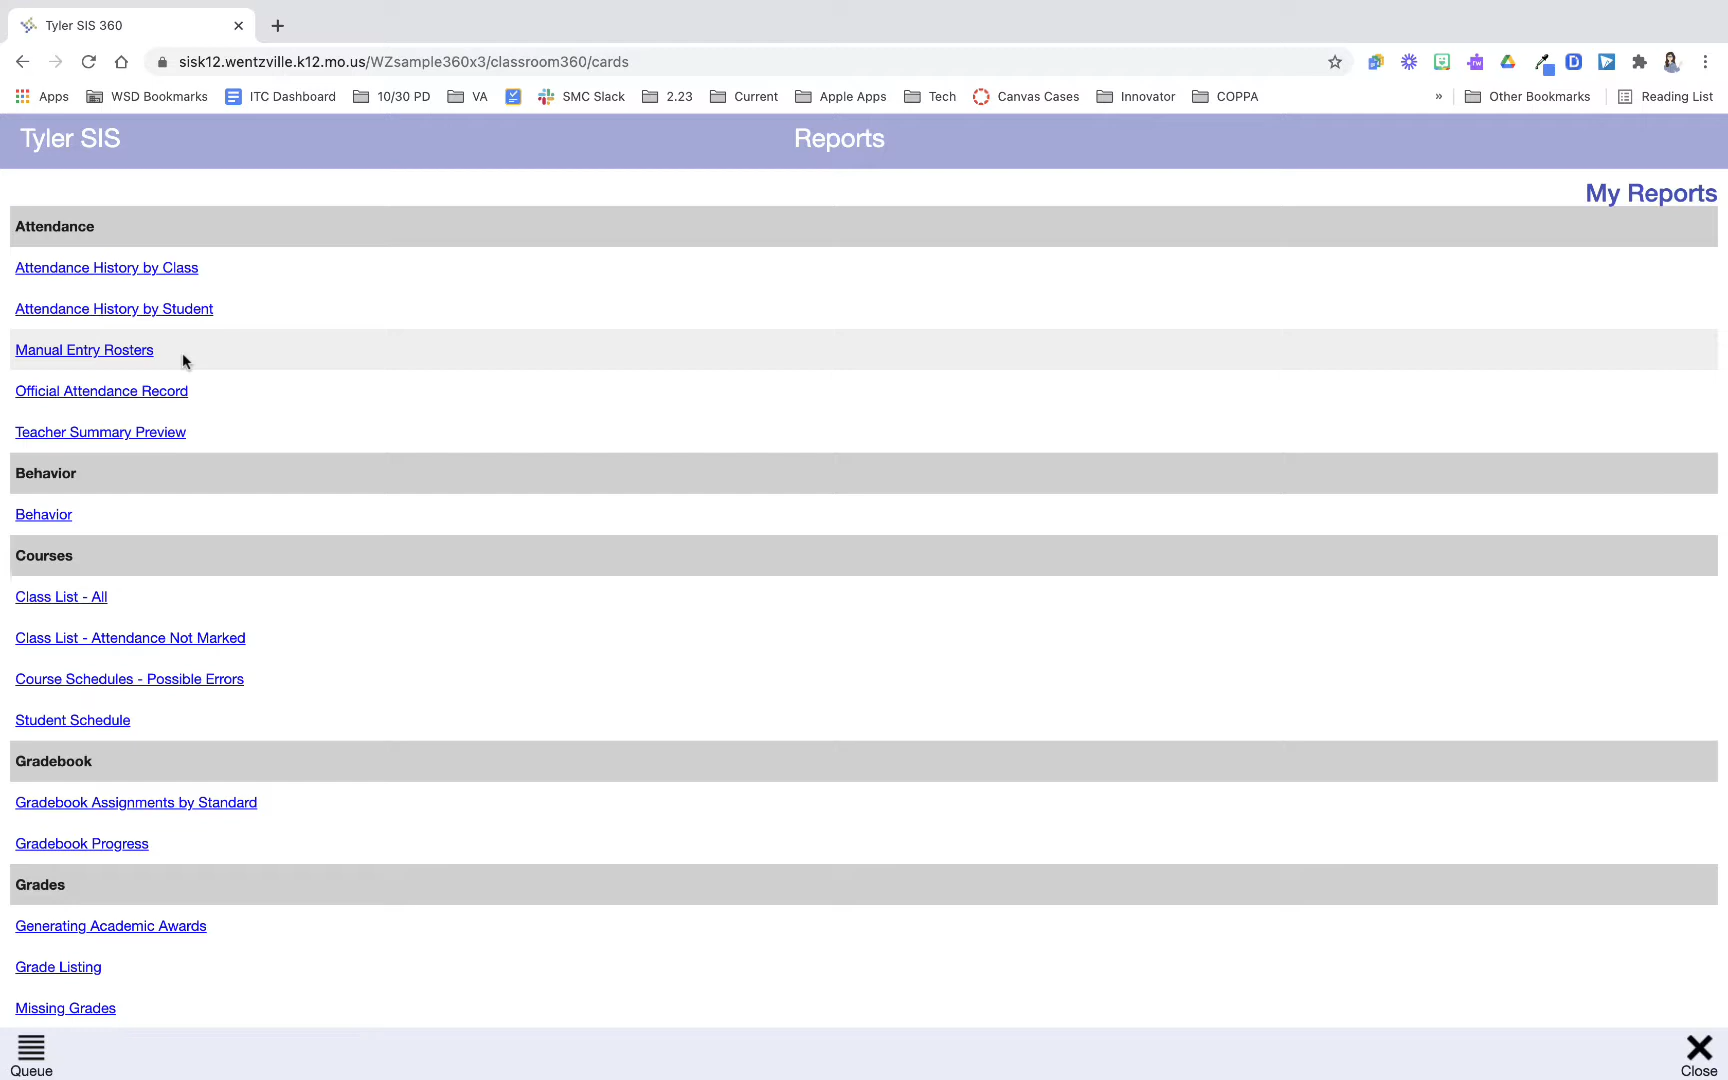 Tyler SIS 360
sisk12.wentzville.k12.mo.us/WZsample360x3/classroom360/cards
Apps WSD Bookmarks ITC Dashboard 10/30 PD VA SMC Slack 2.23 Current Apple Apps Tech Canvas Cases Innovator COPPA » Other Bookmarks Reading List
Tyler SIS Reports
My Reports
Attendance
Attendance History by Class
Attendance History by Student
Manual Entry Rosters
Official Attendance Record
Teacher Summary Preview
Behavior
Behavior
Courses
Class List - All
Class List - Attendance Not Marked
Course Schedules - Possible Errors
Student Schedule
Gradebook
Gradebook Assignments by Standard
Gradebook Progress
Grades
Generating Academic Awards
Grade Listing
Missing Grades
Queue Close